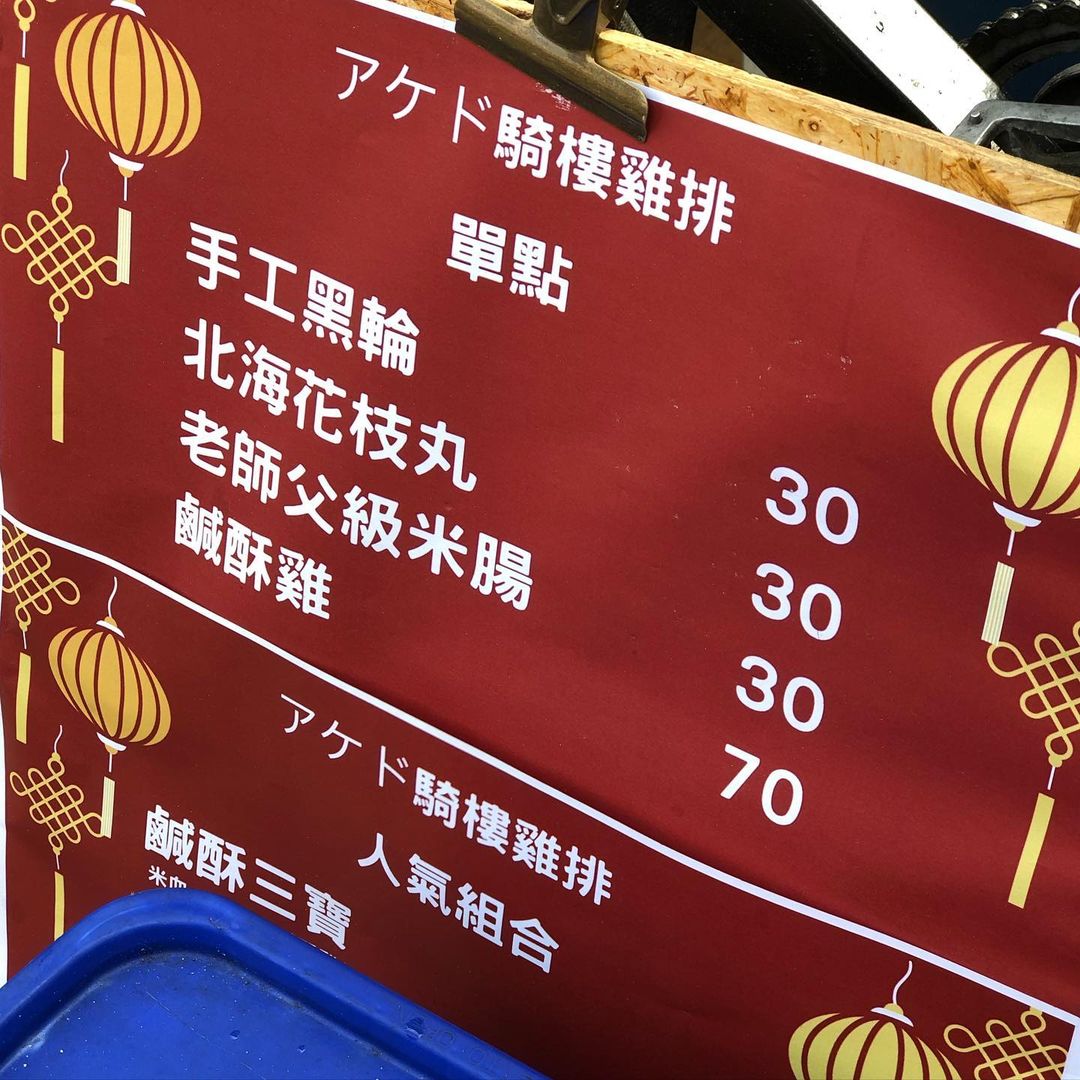 アケド騎樓雞排
單點
手工黑輪 30
北海花枝丸 30
老師父級米腸 30
鹹酥雞 70
アケド騎樓雞排
人氣組合
鹹酥三寶
米血